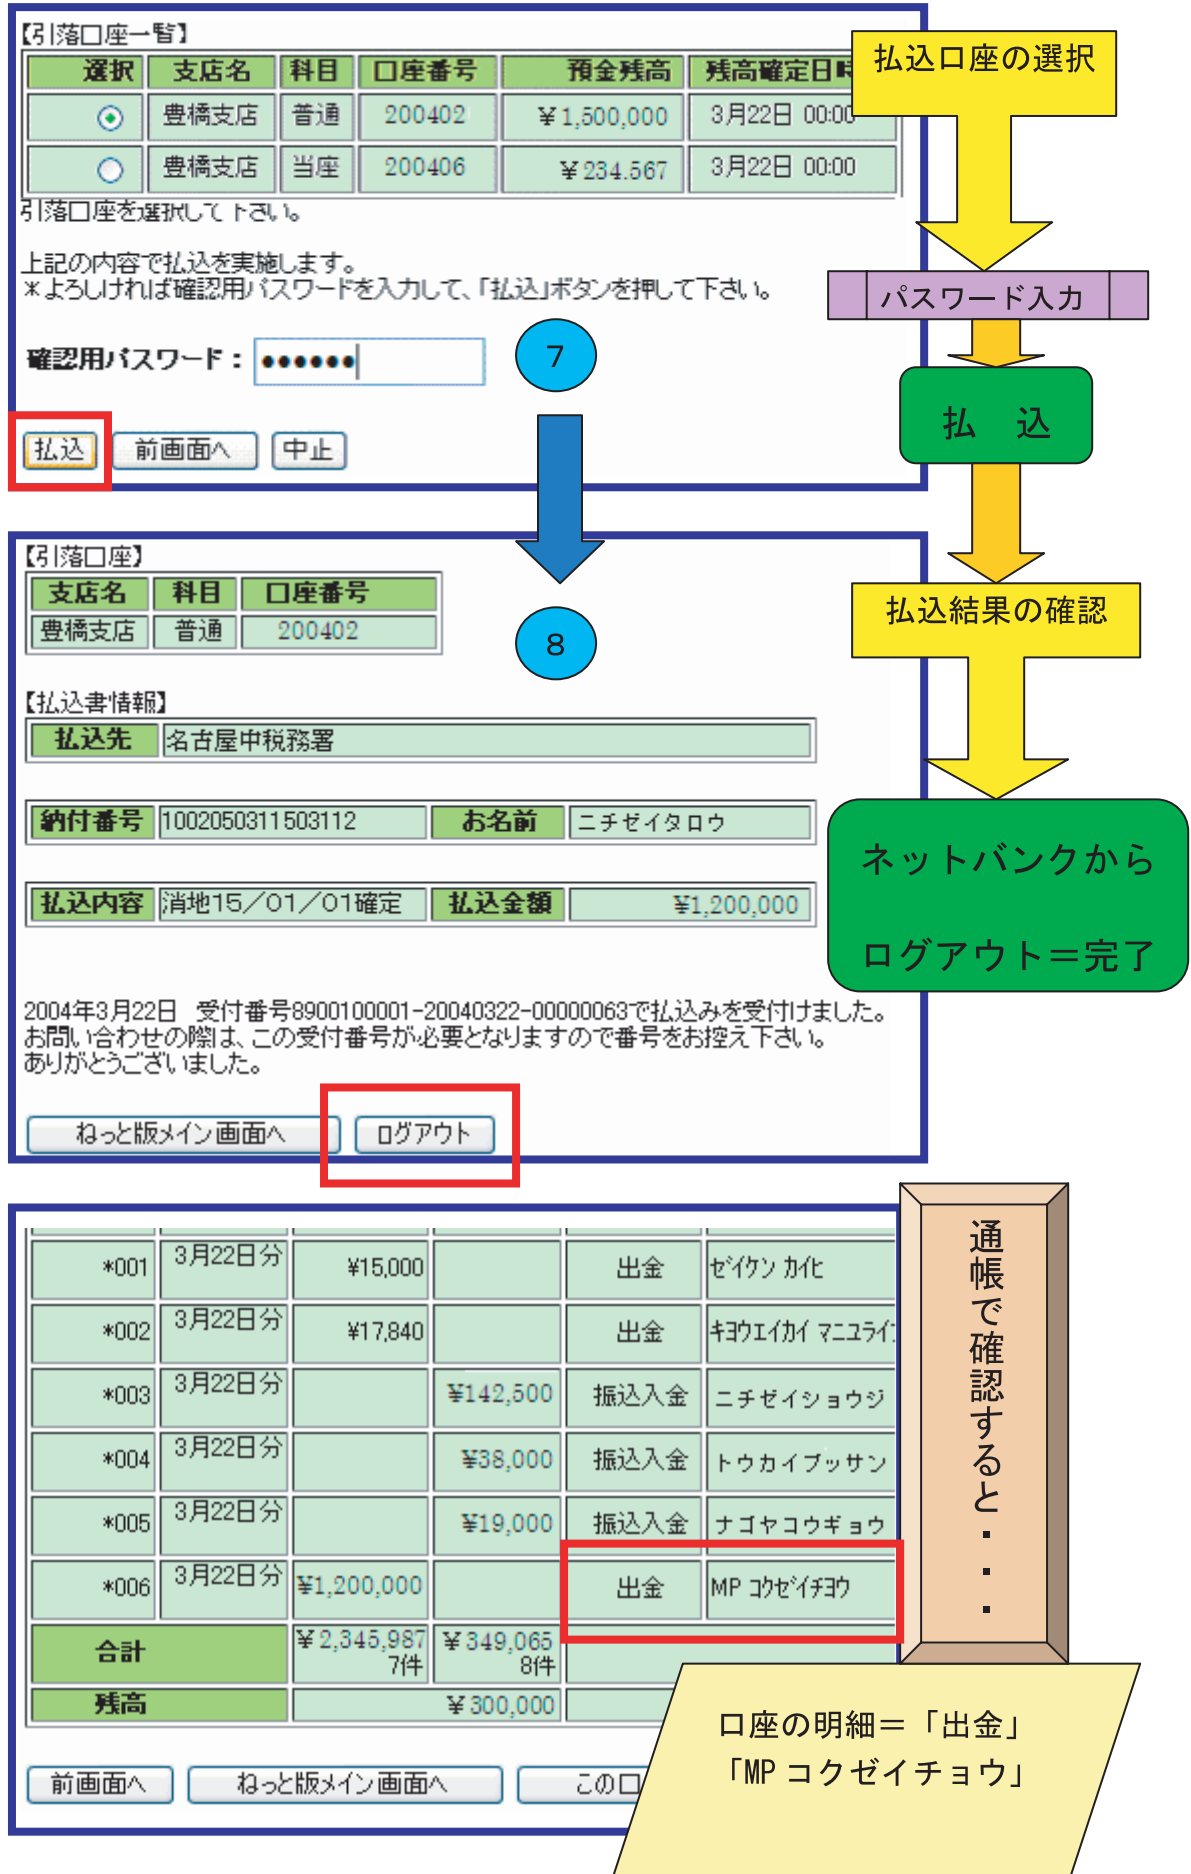 【引落口座一覧】
選択 支店名 科目 口座番号 預金残高 残高確定日時
豊橋支店 普通 200402 ¥1,500,000 3月22日 00:00
豊橋支店 当座 200406 ¥234.567 3月22日 00:00
引落口座を選択して下さい。
上記の内容で払込を実施します。
*よろしければ確認用パスワードを入力して、「払込」ボタンを押して下さい。
確認用パスワード: ●●●●●●
払込 前画面へ 中止
7
払込口座の選択
パスワード入力
払 込
払込結果の確認
ネットバンクから
ログアウト=完了
【引落口座】
支店名 科目 口座番号
豊橋支店 普通 200402
8
【払込書情報】
払込先 名古屋中税務署
納付番号 1002050311503112 お名前 ニチゼイタロウ
払込内容 消地15/01/01確定 払込金額 ¥1,200,000
2004年3月22日 受付番号8900100001-20040322-00000063で払込みを受付けました。
お問い合わせの際は、この受付番号が必要となりますので番号をお控え下さい。
ありがとうございました。
ねっと版メイン画面へ ログアウト
*001 3月22日分 ¥15,000 出金 ゼイケン カイヒ
*002 3月22日分 ¥17,840 出金 キヨウエイカイ マニユライ
*003 3月22日分 ¥142,500 振込入金 ニチゼイショウジ
*004 3月22日分 ¥38,000 振込入金 トウカイブッサン
*005 3月22日分 ¥19,000 振込入金 ナゴヤコウギョウ
*006 3月22日分 ¥1,200,000 出金 MP コクゼイチヨウ
合計 ¥2,345,987 7件 ¥349,065 8件
残高 ¥300,000
前画面へ ねっと版メイン画面へ この口
通帳で確認すると・・・
口座の明細=「出金」
「MP コクゼイチョウ」